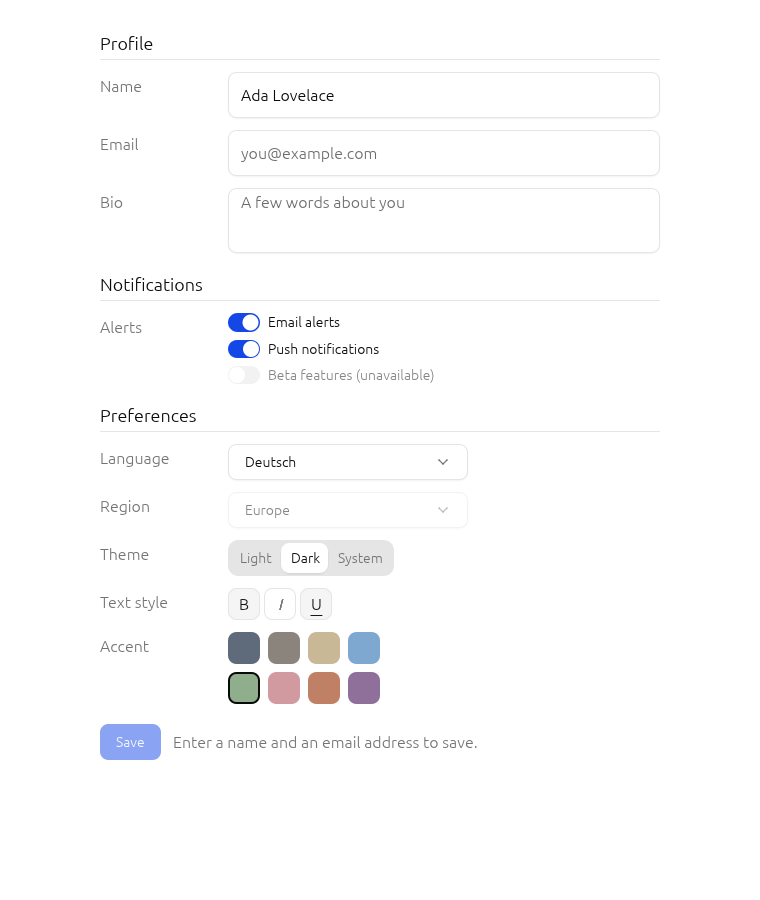 Profile
Name
Ada Lovelace
Email
you@example.com
Bio
A few words about you
Notifications
Alerts
Email alerts
Push notifications
Beta features (unavailable)
Preferences
Language
Deutsch
Region
Europe
Theme
Light Dark System
Text style
B I U
Accent
Save
Enter a name and an email address to save.